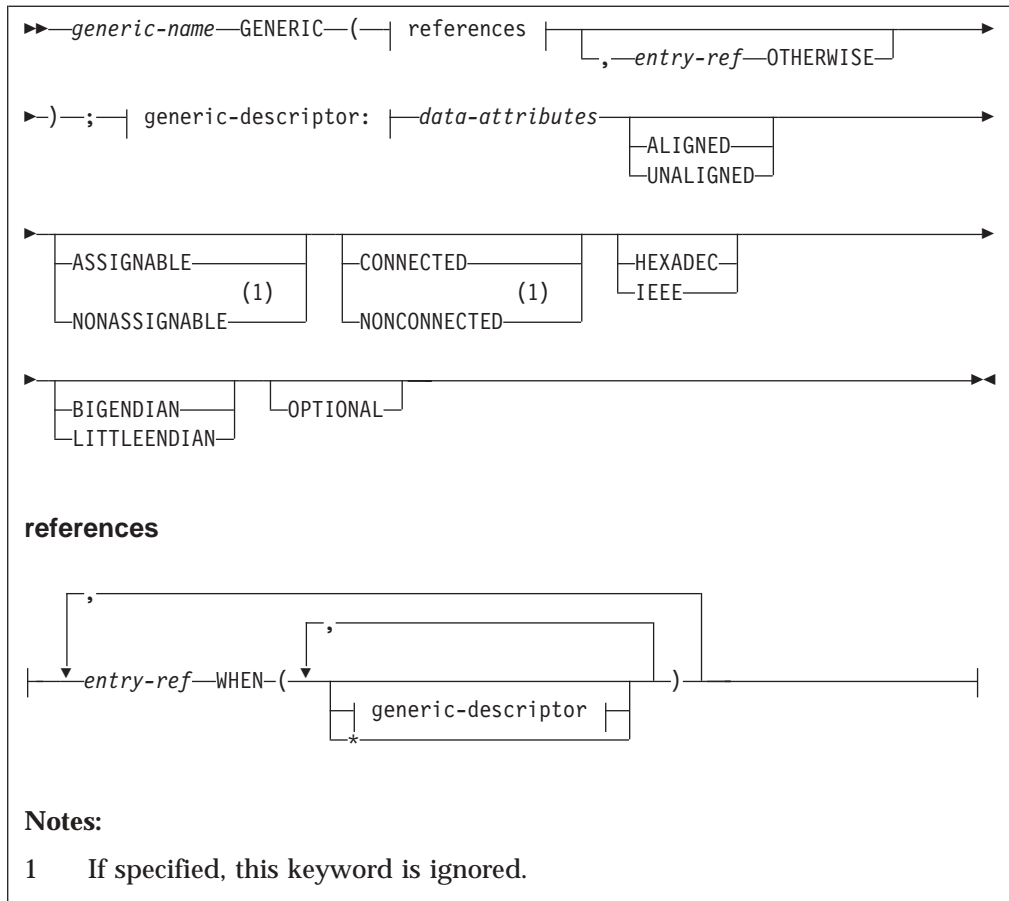 generic-name GENERIC ( references
, entry-ref OTHERWISE
) ; generic-descriptor: data-attributes
ALIGNED
UNALIGNED
ASSIGNABLE CONNECTED HEXADEC
(1) (1) IEEE
NONASSIGNABLE NONCONNECTED
BIGENDIAN OPTIONAL
LITTLEENDIAN
references
,
,
entry-ref WHEN ( )
generic-descriptor
*
Notes:
1 If specified, this keyword is ignored.